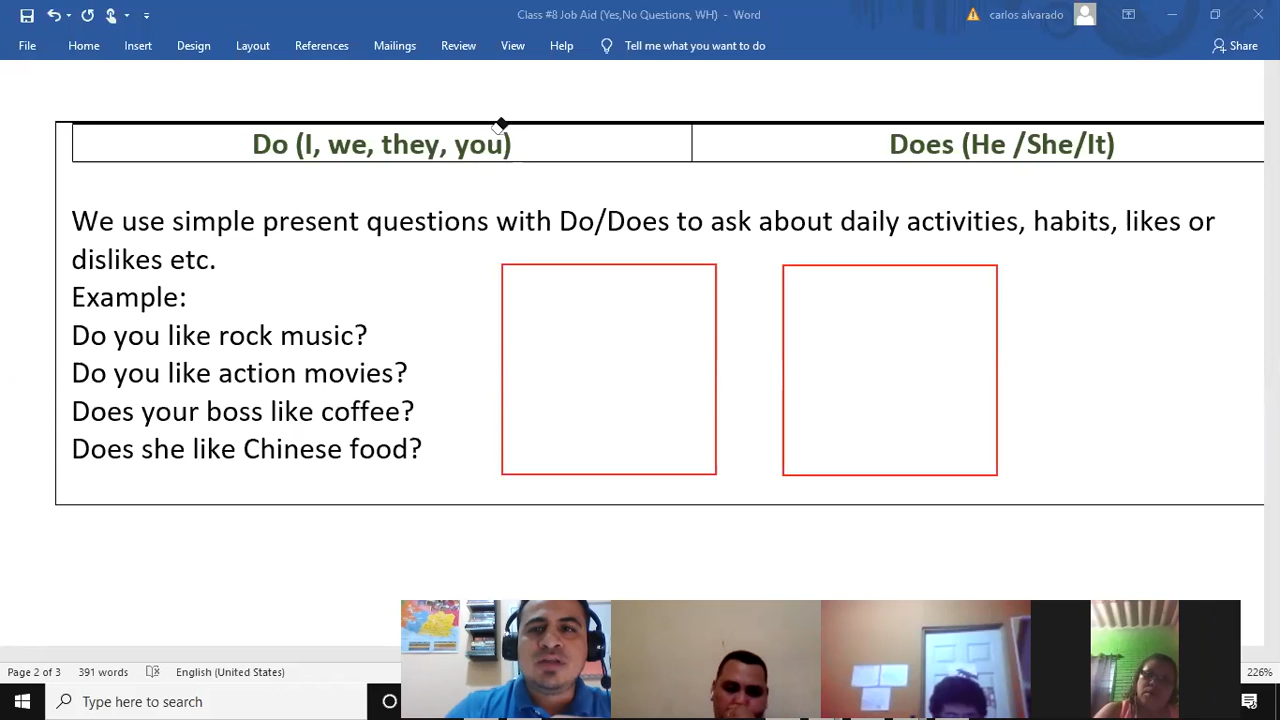 Class #8 Job Aid (Yes,No Questions, WH) - Word
carlos alvarado
File Home Insert Design Layout References Mailings Review View Help Tell me what you want to do Share
Do (I, we, they, you) Does (He /She/It)
We use simple present questions with Do/Does to ask about daily activities, habits, likes or
dislikes etc.
Example:
Do you like rock music?
Do you like action movies?
Does your boss like coffee?
Does she like Chinese food?
Page 2 of 3 391 words English (United States) 226%
Type here to search